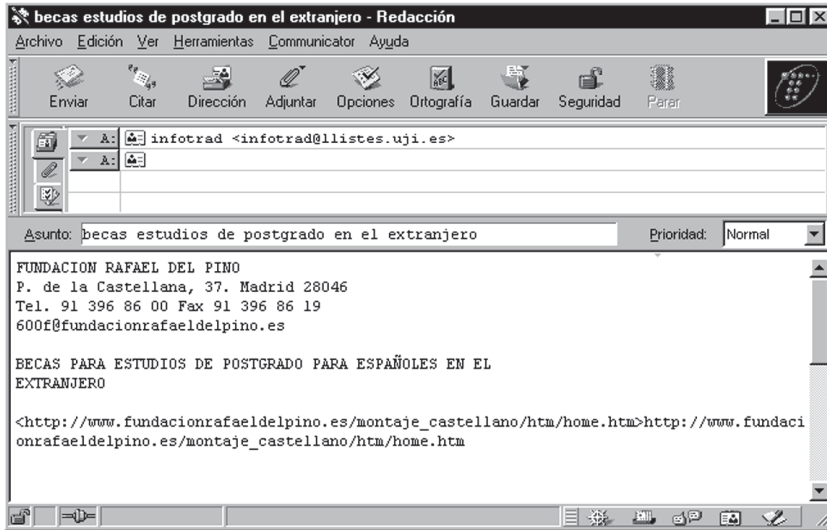 becas estudios de postgrado en el extranjero - Redacción
Archivo Edición Ver Herramientas Communicator Ayuda
Enviar Citar Dirección Adjuntar Opciones Ortografía Guardar Seguridad Parar
A: infotrad <infotrad@llistes.uji.es>
A:
Asunto: becas estudios de postgrado en el extranjero Prioridad: Normal
FUNDACION RAFAEL DEL PINO
P. de la Castellana, 37. Madrid 28046
Tel. 91 396 86 00 Fax 91 396 86 19
600f@fundacionrafaeldelpino.es
BECAS PARA ESTUDIOS DE POSTGRADO PARA ESPAÑOLES EN EL
EXTRANJERO
<http://www.fundacionrafaeldelpino.es/montaje_castellano/htm/home.htm>http://www.fundaci
onrafaeldelpino.es/montaje_castellano/htm/home.htm